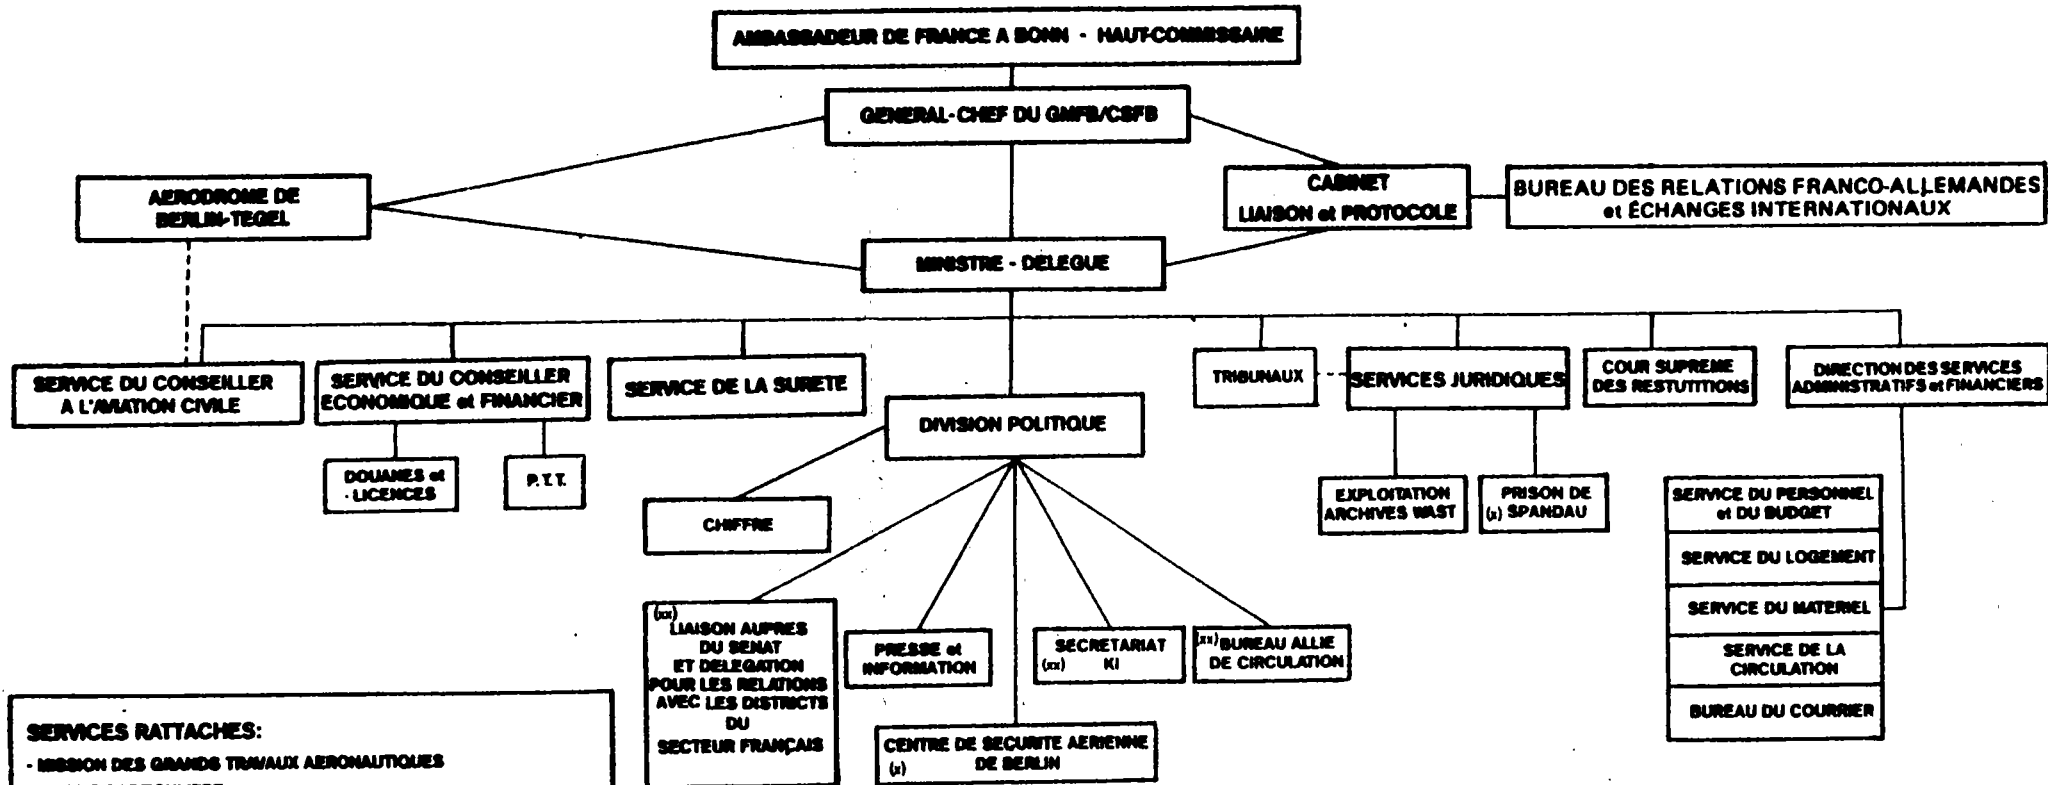 AMBASSADEUR DE FRANCE A BONN - HAUT-COMMISSAIRE
GENERAL-CHEF DU GMFB/CSFB
AERODROME DE
BERLIN-TEGEL
CABINET
LIAISON et PROTOCOLE
BUREAU DES RELATIONS FRANCO-ALLEMANDES
et ÉCHANGES INTERNATIONAUX
MINISTRE - DELEGUE
SERVICE DU CONSEILLER
A L'AVIATION CIVILE
SERVICE DU CONSEILLER
ECONOMIQUE et FINANCIER
SERVICE DE LA SURETE
DIVISION POLITIQUE
TRIBUNAUX
SERVICES JURIDIQUES
COUR SUPREME
DES RESTUTITIONS
DIRECTION DES SERVICES
ADMINISTRATIFS et FINANCIERS
DOUANES et
LICENCES
P.T.T.
CHIFFRE
EXPLOITATION
ARCHIVES WAST
PRISON DE
(x) SPANDAU
SERVICE DU PERSONNEL
et DU BUDGET
SERVICE DU LOGEMENT
SERVICE DU MATERIEL
SERVICE DE LA
CIRCULATION
BUREAU DU COURRIER
(xx)
LIAISON AUPRES
DU SENAT
ET DELEGATION
POUR LES RELATIONS
AVEC LES DISTRICTS
DU
SECTEUR FRANÇAIS
PRESSE et
INFORMATION
SECRETARIAT
(xx) KI
(xx) BUREAU ALLIE
DE CIRCULATION
CENTRE DE SECURITE AERIENNE
(x) DE BERLIN
SERVICES RATTACHES:
- MISSION DES GRANDS TRAVAUX AERONAUTIQUES